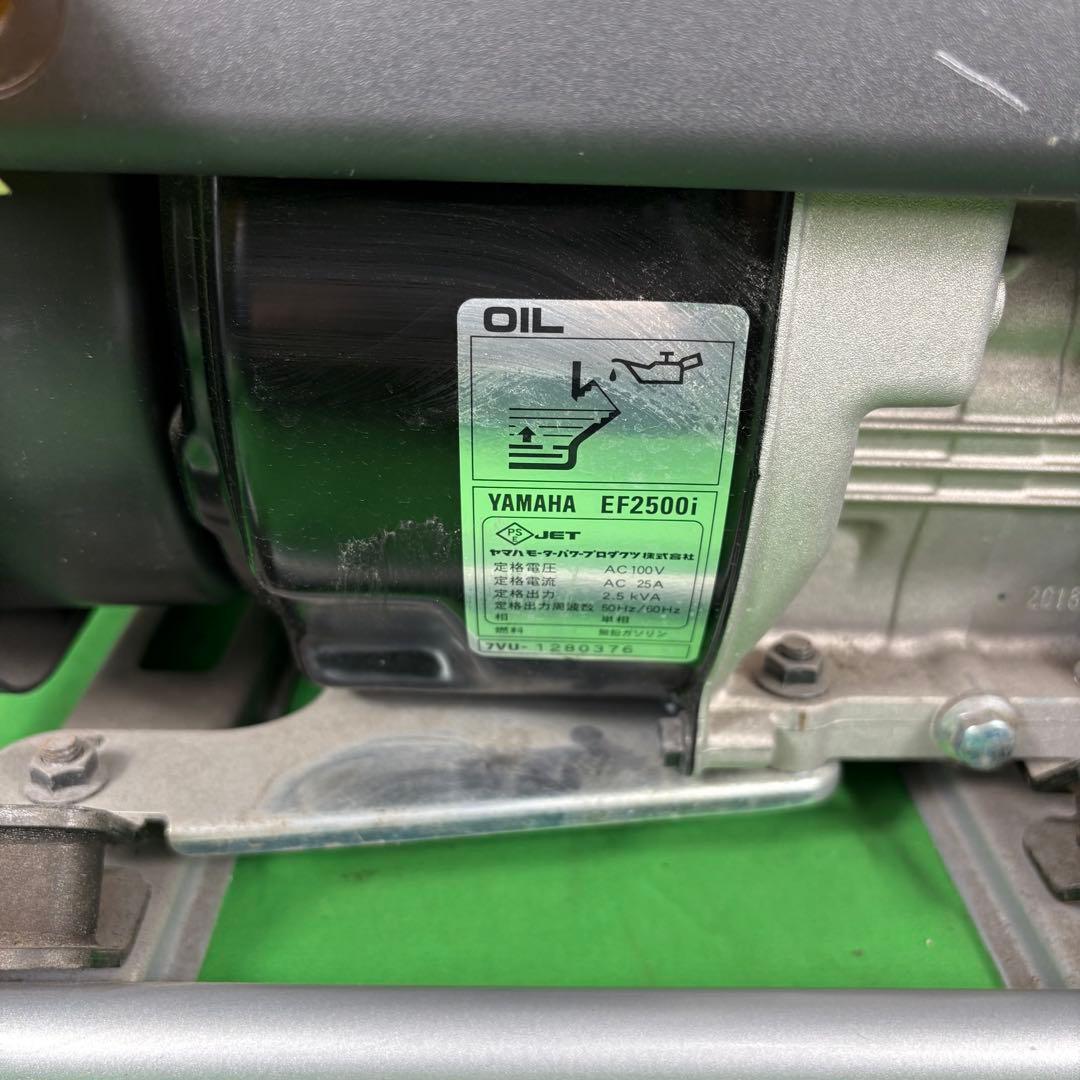 OIL
YAMAHA EF2500i
PS E JET
ヤマハモーターパワープロダクツ株式会社
定格電圧 AC100V
定格電流 AC 25A
定格出力 2.5 kVA
定格出力周波数 50Hz/60Hz
相 単相
燃料 無鉛ガソリン
7VU-1280376
2018